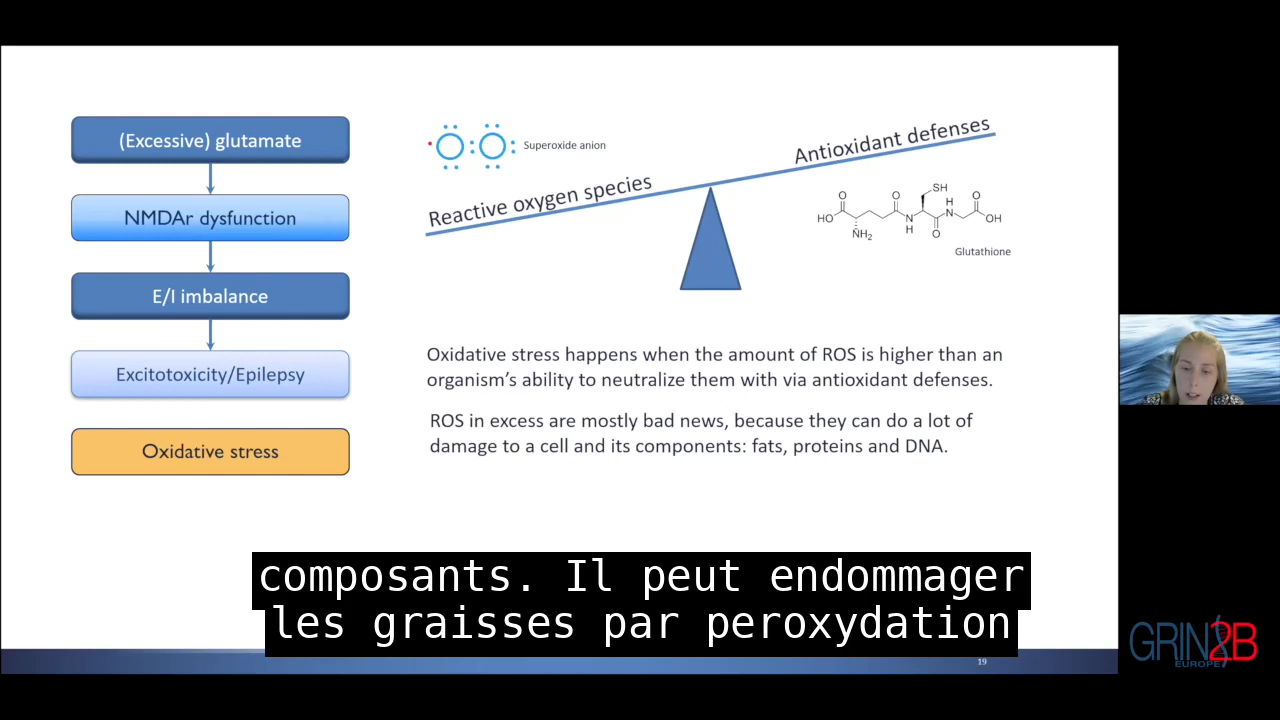 (Excessive) glutamate
NMDAr dysfunction
E/I imbalance
Excitotoxicity/Epilepsy
Oxidative stress
Superoxide anion
Reactive oxygen species
Antioxidant defenses
SH
O
O
H
O
HO
N
N
OH
NH2
H
O
Glutathione
Oxidative stress happens when the amount of ROS is higher than an
organism's ability to neutralize them with via antioxidant defenses.
ROS in excess are mostly bad news, because they can do a lot of
damage to a cell and its components: fats, proteins and DNA.
composants. Il peut endommager
les graisses par peroxydation
19
GRIN2B
EUROPE